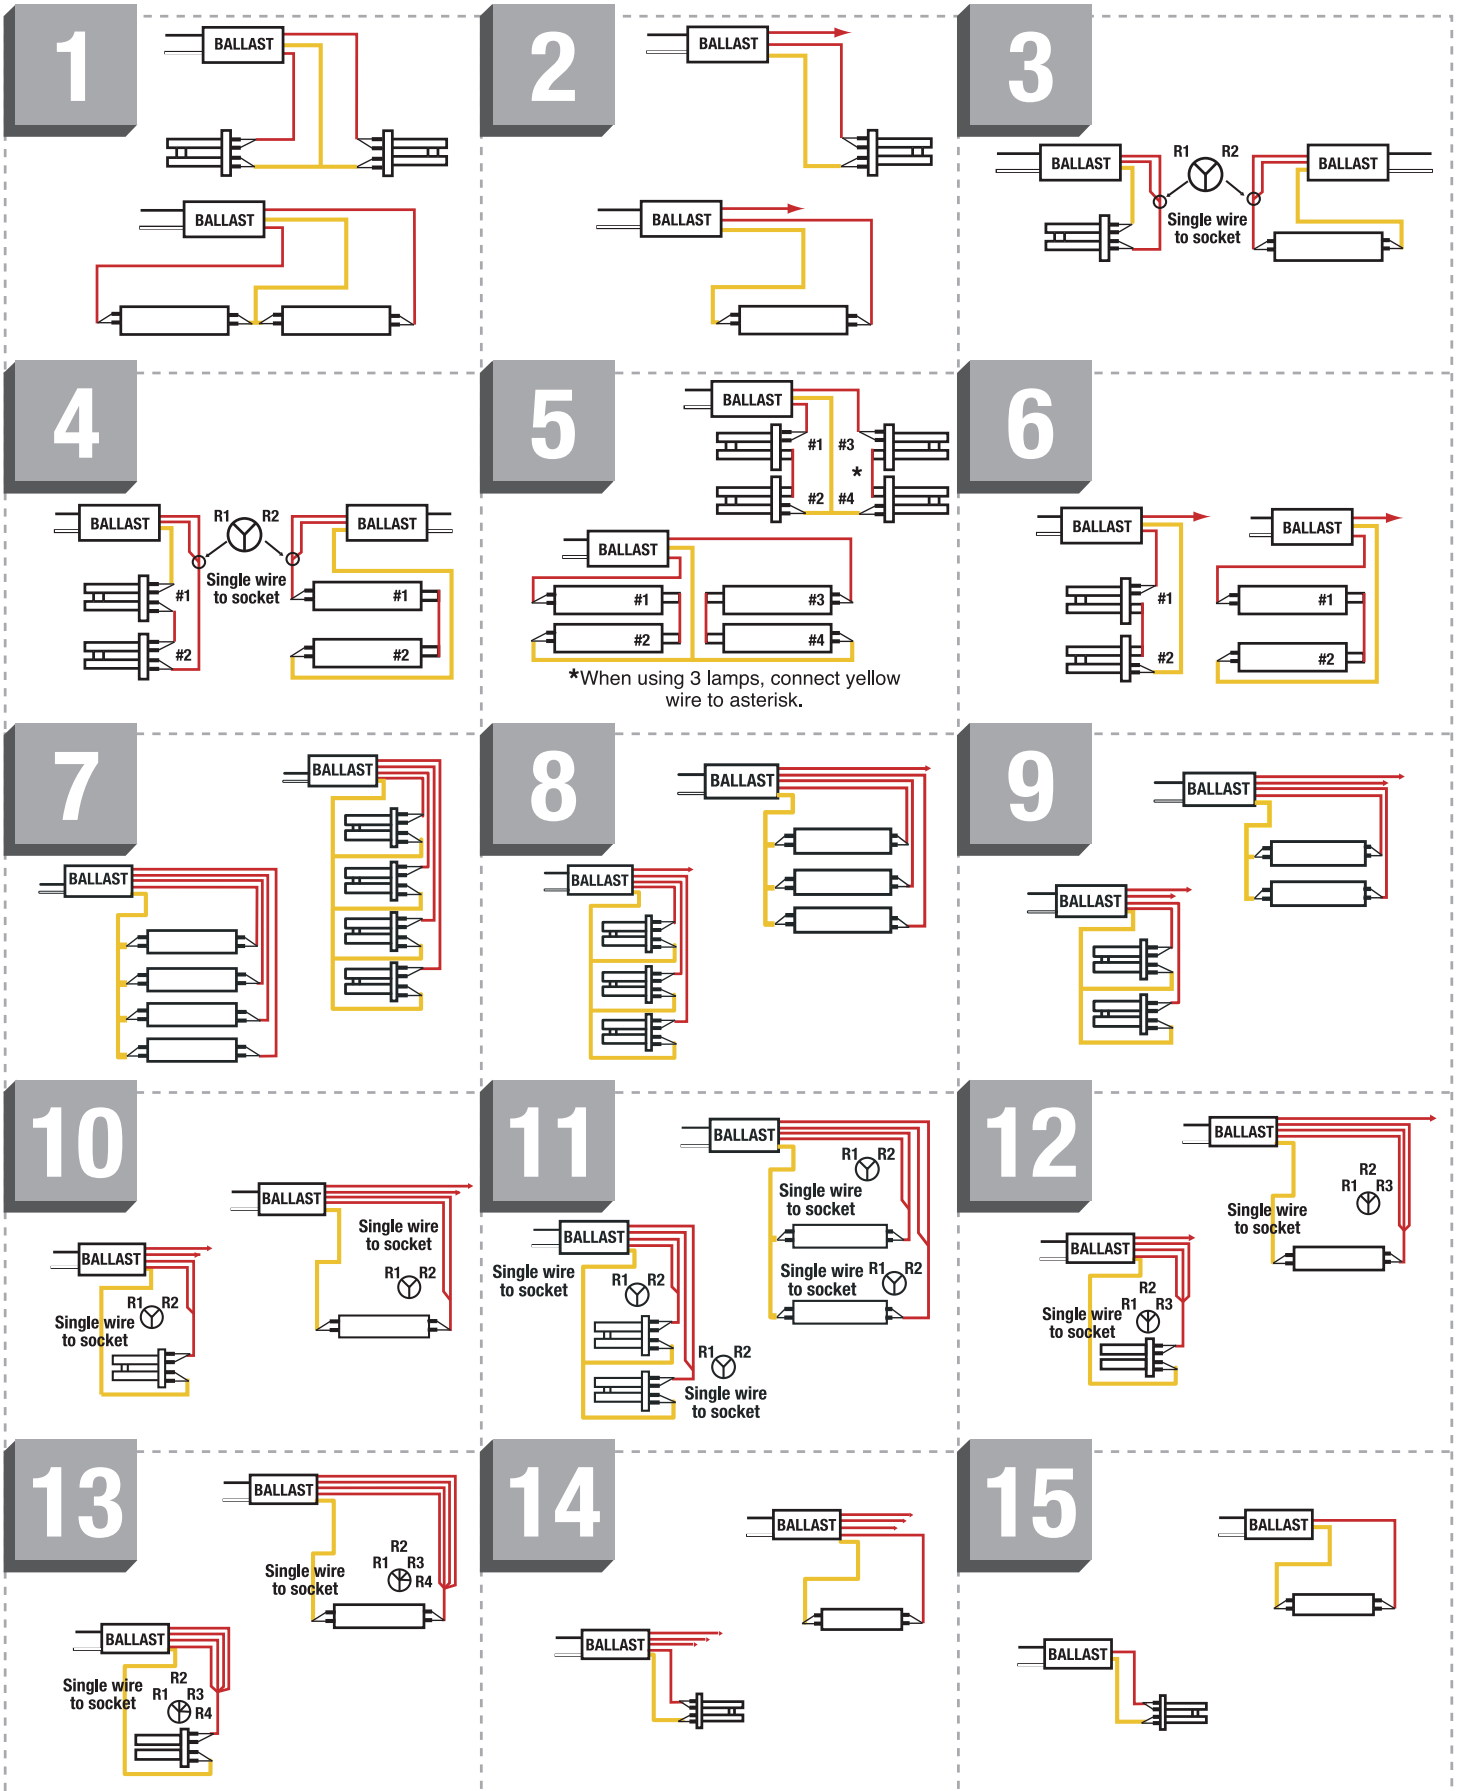 1
BALLAST
BALLAST
2
BALLAST
BALLAST
3
BALLAST
R1 R2
BALLAST
Single wire
to socket
4
BALLAST
R1 R2
BALLAST
Single wire
to socket
#1
#2
#1
#2
5
BALLAST
#1 #3
*
#2 #4
BALLAST
#1 #3
#2 #4
*When using 3 lamps, connect yellow
wire to asterisk.
6
BALLAST
BALLAST
#1
#2
#1
#2
7
BALLAST
BALLAST
8
BALLAST
BALLAST
9
BALLAST
BALLAST
10
BALLAST
Single wire
to socket
R1 R2
BALLAST
R1 R2
Single wire
to socket
11
BALLAST
R1 R2
Single wire
to socket
Single wire
to socket
R1 R2
BALLAST
Single wire
to socket
R1 R2
R1 R2
Single wire
to socket
12
BALLAST
R2
R1 R3
Single wire
to socket
BALLAST
R2
R1 R3
Single wire
to socket
13
BALLAST
R2
R1 R3
R4
Single wire
to socket
BALLAST
R2
R1 R3
R4
Single wire
to socket
14
BALLAST
BALLAST
15
BALLAST
BALLAST